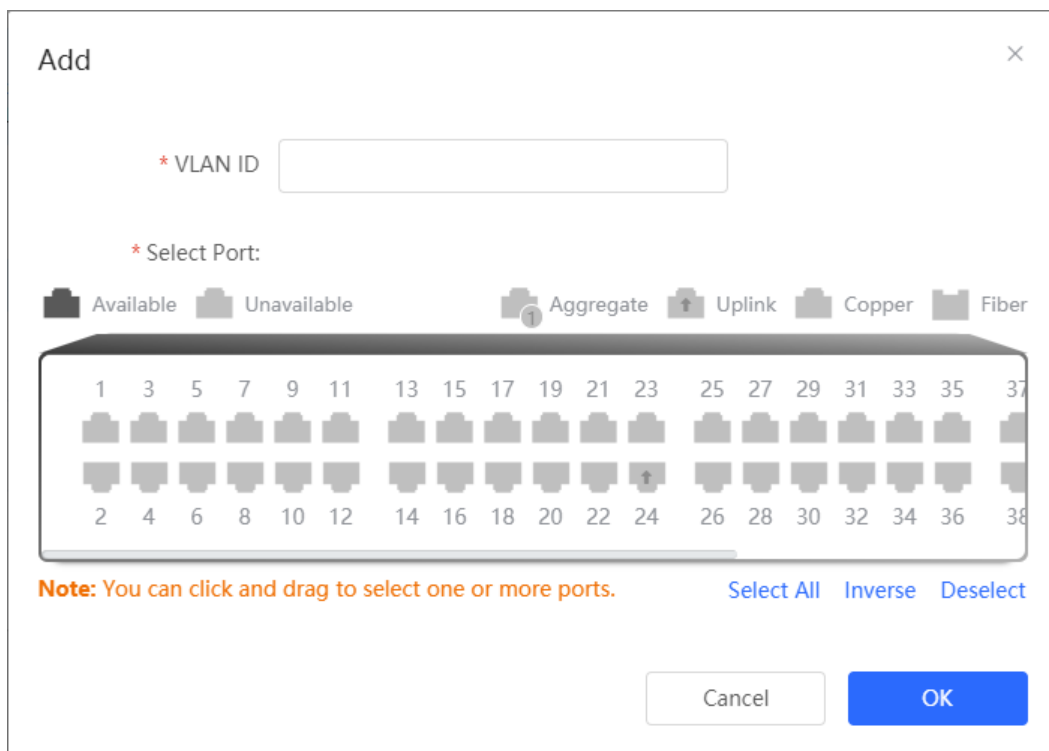 Add
* VLAN ID
* Select Port:
Available Unavailable 1 Aggregate Uplink Copper Fiber
1 3 5 7 9 11 13 15 17 19 21 23 25 27 29 31 33 35 37
2 4 6 8 10 12 14 16 18 20 22 24 26 28 30 32 34 36 38
Note: You can click and drag to select one or more ports. Select All Inverse Deselect
Cancel OK